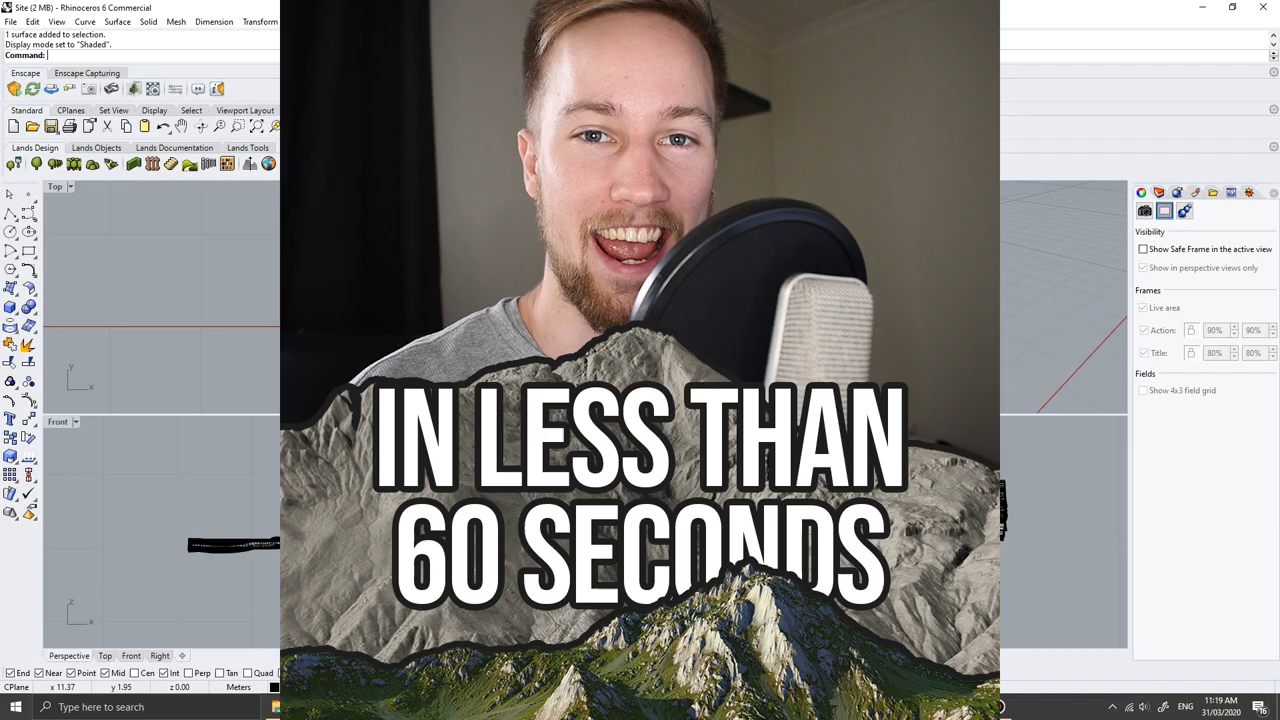 Site (2 MB) - Rhinoceros 6 Commercial
File Edit View Curve Surface Solid Mesh Dimension Transform
1 surface added to selection.
Display mode set to "Shaded".
Command:
Enscape Enscape Capturing
Standard CPlanes Set View Display Select Viewport Layout
Lands Design Lands Objects Lands Documentation Lands Tools
Top
y
x
Front
z
x
IN LESS THAN
60 SECONDS
Visibility
Show Safe Frame in the active view
Show in perspective views only
Frames
Live area
Action: 90% 90%
Title: 80% 80%
Fields
Show 4x3 field grid
Perspective Top Front Right
End Near Point Mid Cen Int Perp Tan Quad
CPlane x 11.37 y 1.95 z 0.00 Meters
Type here to search
ENG
11:19 AM
31/03/2020